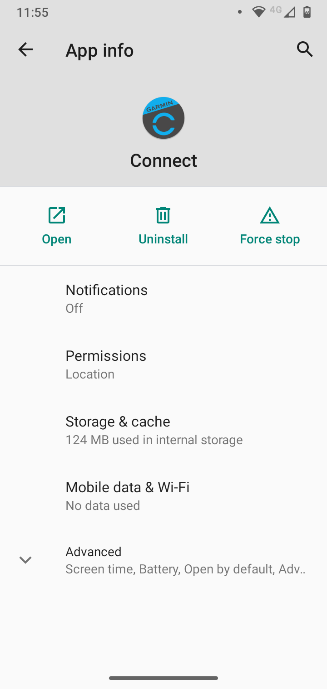 11:55
4G
App info
GARMIN
Connect
Open Uninstall Force stop
Notifications
Off
Permissions
Location
Storage & cache
124 MB used in internal storage
Mobile data & Wi-Fi
No data used
Advanced
Screen time, Battery, Open by default, Adv..